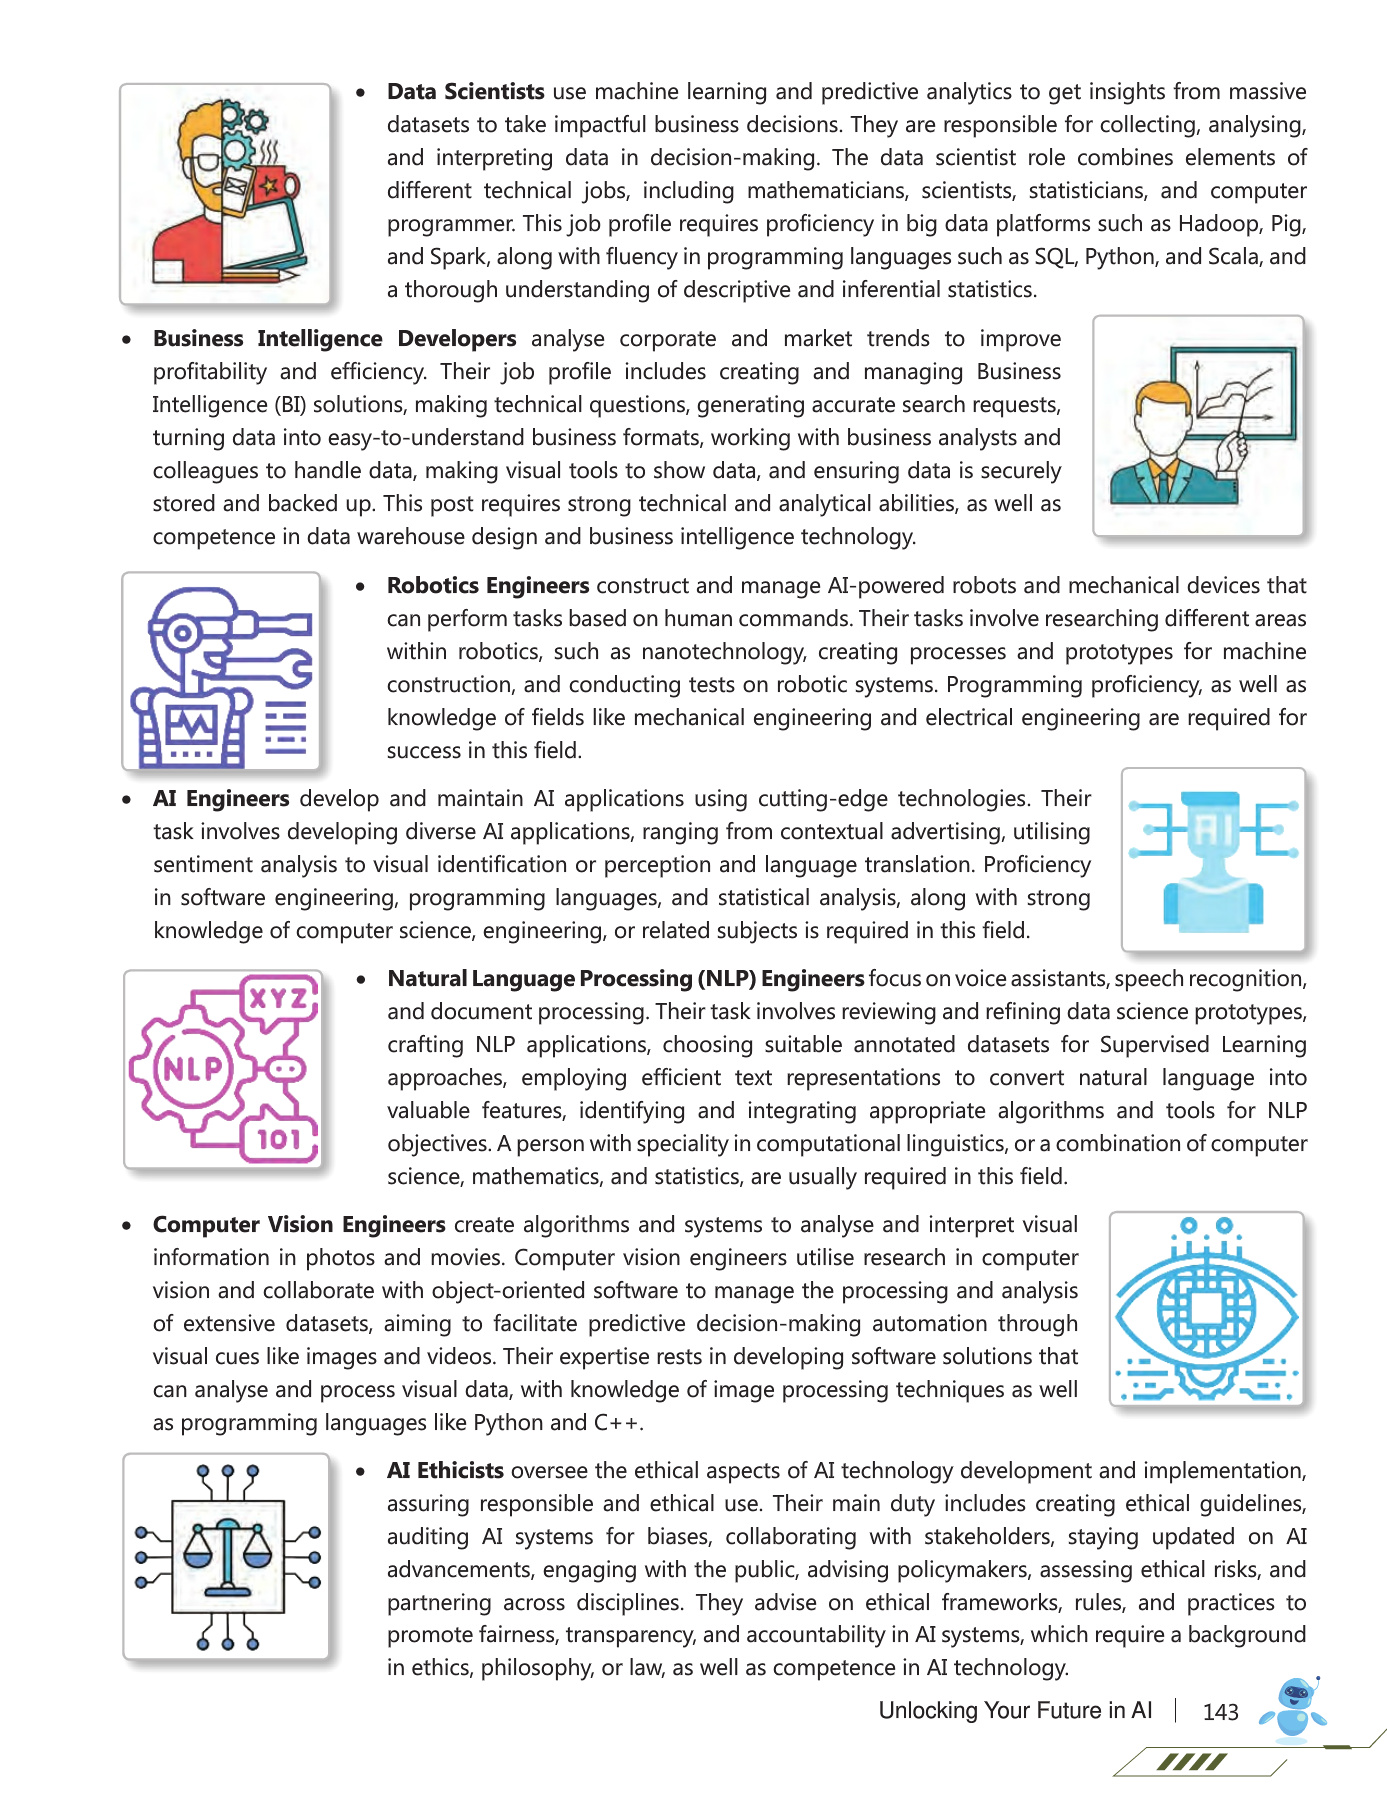 • Data Scientists use machine learning and predictive analytics to get insights from massive
datasets to take impactful business decisions. They are responsible for collecting, analysing,
and interpreting data in decision-making. The data scientist role combines elements of
different technical jobs, including mathematicians, scientists, statisticians, and computer
programmer. This job profile requires proficiency in big data platforms such as Hadoop, Pig,
and Spark, along with fluency in programming languages such as SQL, Python, and Scala, and
a thorough understanding of descriptive and inferential statistics.
• Business Intelligence Developers analyse corporate and market trends to improve
profitability and efficiency. Their job profile includes creating and managing Business
Intelligence (BI) solutions, making technical questions, generating accurate search requests,
turning data into easy-to-understand business formats, working with business analysts and
colleagues to handle data, making visual tools to show data, and ensuring data is securely
stored and backed up. This post requires strong technical and analytical abilities, as well as
competence in data warehouse design and business intelligence technology.
• Robotics Engineers construct and manage AI-powered robots and mechanical devices that
can perform tasks based on human commands. Their tasks involve researching different areas
within robotics, such as nanotechnology, creating processes and prototypes for machine
construction, and conducting tests on robotic systems. Programming proficiency, as well as
knowledge of fields like mechanical engineering and electrical engineering are required for
success in this field.
• AI Engineers develop and maintain AI applications using cutting-edge technologies. Their
task involves developing diverse AI applications, ranging from contextual advertising, utilising
sentiment analysis to visual identification or perception and language translation. Proficiency
in software engineering, programming languages, and statistical analysis, along with strong
knowledge of computer science, engineering, or related subjects is required in this field.
AI
XYZ
NLP
101
• Natural Language Processing (NLP) Engineers focus on voice assistants, speech recognition,
and document processing. Their task involves reviewing and refining data science prototypes,
crafting NLP applications, choosing suitable annotated datasets for Supervised Learning
approaches, employing efficient text representations to convert natural language into
valuable features, identifying and integrating appropriate algorithms and tools for NLP
objectives. A person with speciality in computational linguistics, or a combination of computer
science, mathematics, and statistics, are usually required in this field.
• Computer Vision Engineers create algorithms and systems to analyse and interpret visual
information in photos and movies. Computer vision engineers utilise research in computer
vision and collaborate with object-oriented software to manage the processing and analysis
of extensive datasets, aiming to facilitate predictive decision-making automation through
visual cues like images and videos. Their expertise rests in developing software solutions that
can analyse and process visual data, with knowledge of image processing techniques as well
as programming languages like Python and C++.
• AI Ethicists oversee the ethical aspects of AI technology development and implementation,
assuring responsible and ethical use. Their main duty includes creating ethical guidelines,
auditing AI systems for biases, collaborating with stakeholders, staying updated on AI
advancements, engaging with the public, advising policymakers, assessing ethical risks, and
partnering across disciplines. They advise on ethical frameworks, rules, and practices to
promote fairness, transparency, and accountability in AI systems, which require a background
in ethics, philosophy, or law, as well as competence in AI technology.
Unlocking Your Future in AI 143